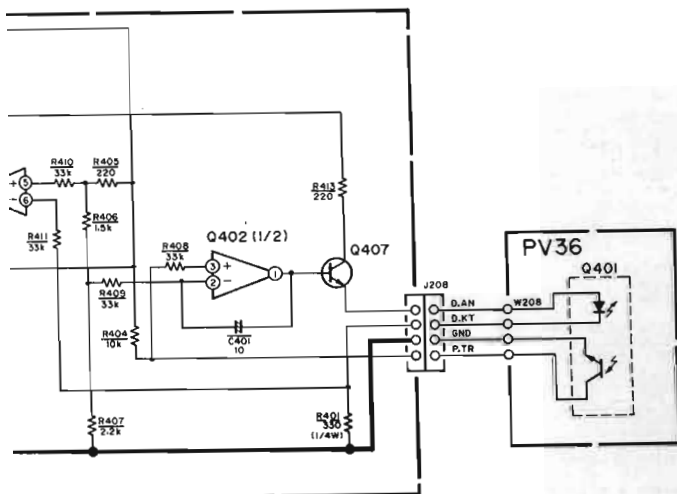 R410
33k
R405
220
+
5
-
6
R406
1.5k
R411
33k
R413
220
Q402 (1/2)
R408
33k
3
+
2
-
1
Q407
R409
33k
R404
10k
C401
10
J208
D.AN
D.KT
GND
P.TR
W208
PV36
Q401
R407
2.2k
R401
330
(1/4W)